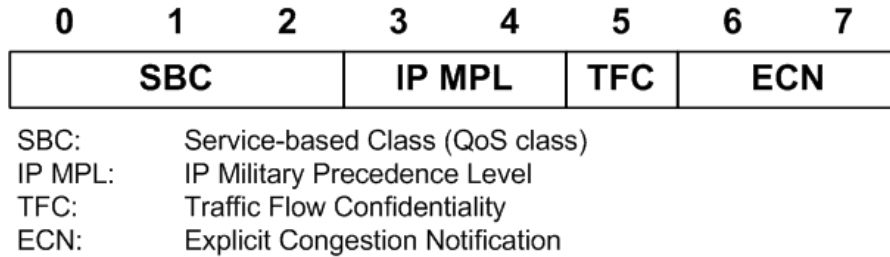 0 1 2 3 4 5 6 7
SBC IP MPL TFC ECN
SBC: Service-based Class (QoS class)
IP MPL: IP Military Precedence Level
TFC: Traffic Flow Confidentiality
ECN: Explicit Congestion Notification